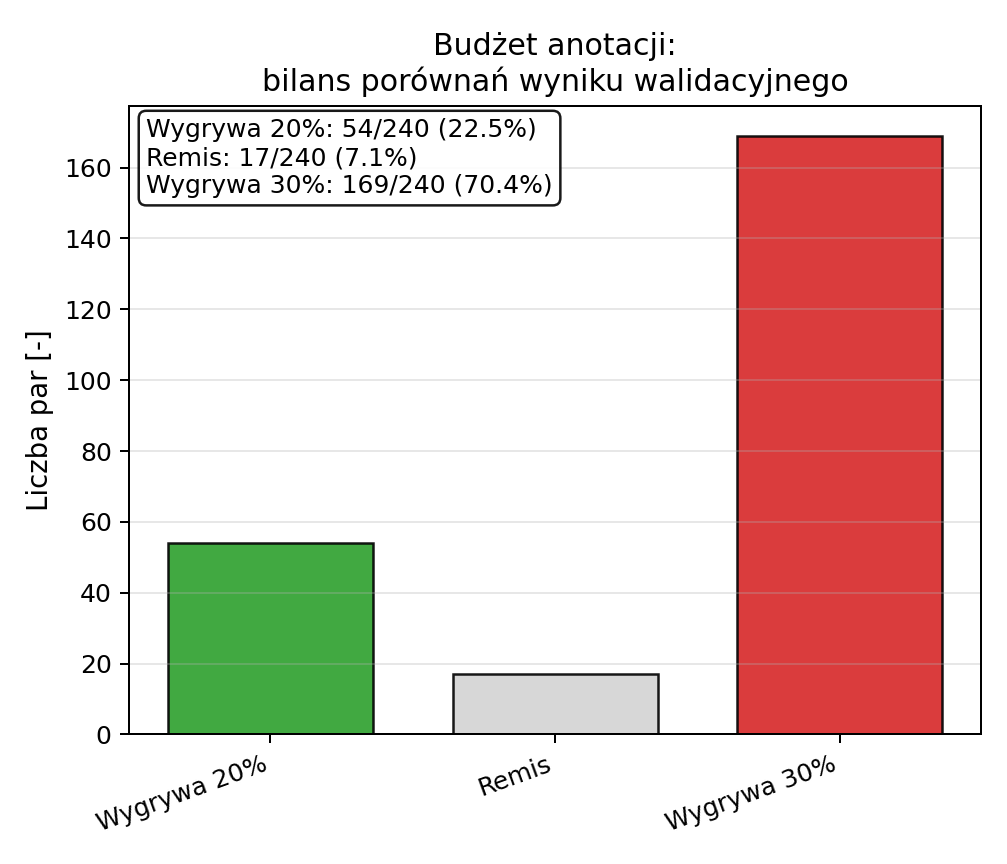 Budżet anotacji:
bilans porównań wyniku walidacyjnego
Wygrywa 20%: 54/240 (22.5%)
Remis: 17/240 (7.1%)
Wygrywa 30%: 169/240 (70.4%)
Liczba par [-]
160
140
120
100
80
60
40
20
0
Wygrywa 20%
Remis
Wygrywa 30%